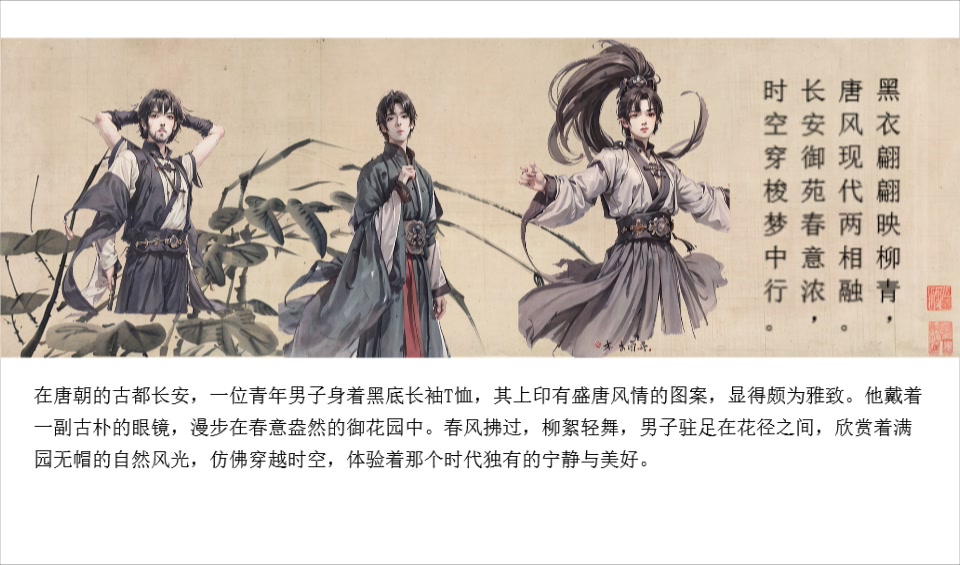 黑衣翩翩映柳青，
唐风现代两相融。
长安御苑春意浓，
时空穿梭梦中行。
在唐朝的古都长安，一位青年男子身着黑底长袖T恤，其上印有盛唐风情的图案，显得颇为雅致。他戴着
一副古朴的眼镜，漫步在春意盎然的御花园中。春风拂过，柳絮轻舞，男子驻足在花径之间，欣赏着满
园无帽的自然风光，仿佛穿越时空，体验着那个时代独有的宁静与美好。